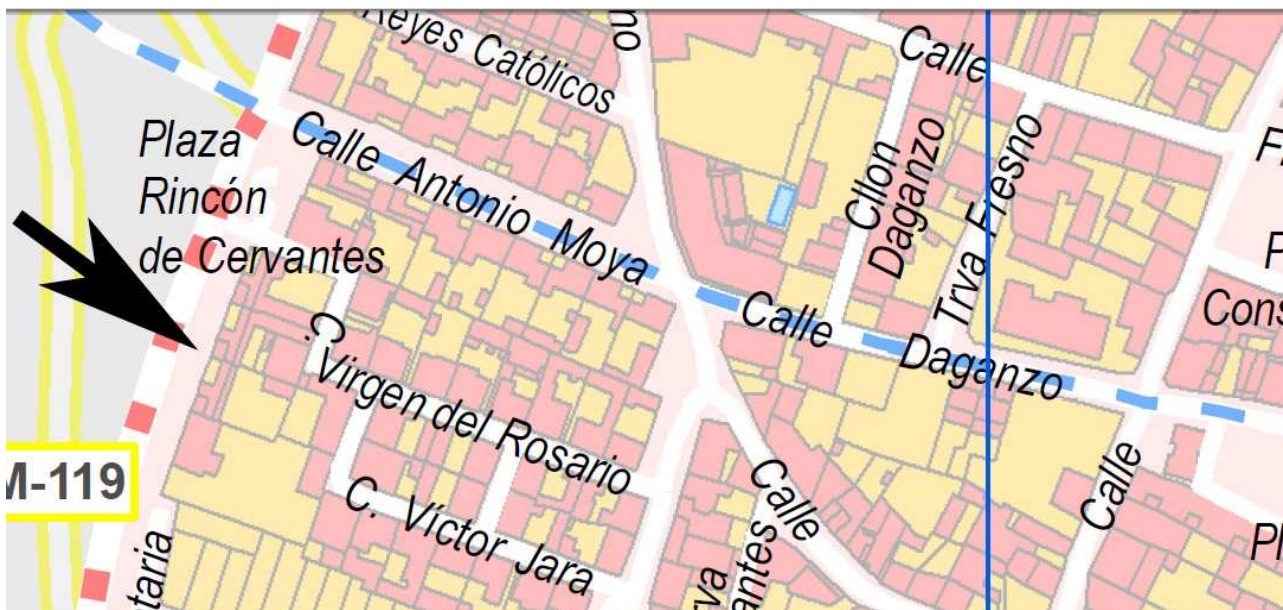 Reyes Católicos
Calle
Plaza
Rincón
de Cervantes
Calle Antonio Moya
Cllon
Daganzo
Trva Fresno
Calle Daganzo
C. Virgen del Rosario
M-119
C. Víctor Jara
Calle
Calle